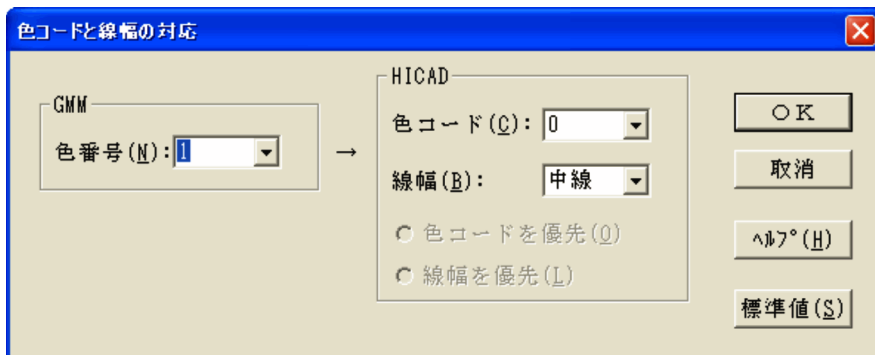 色コードと線幅の対応
GMM
色番号(N):1
→
HICAD
色コード(C):0
線幅(B):中線
色コードを優先(O)
線幅を優先(L)
OK
取消
ﾍﾙﾌﾟ(H)
標準値(S)